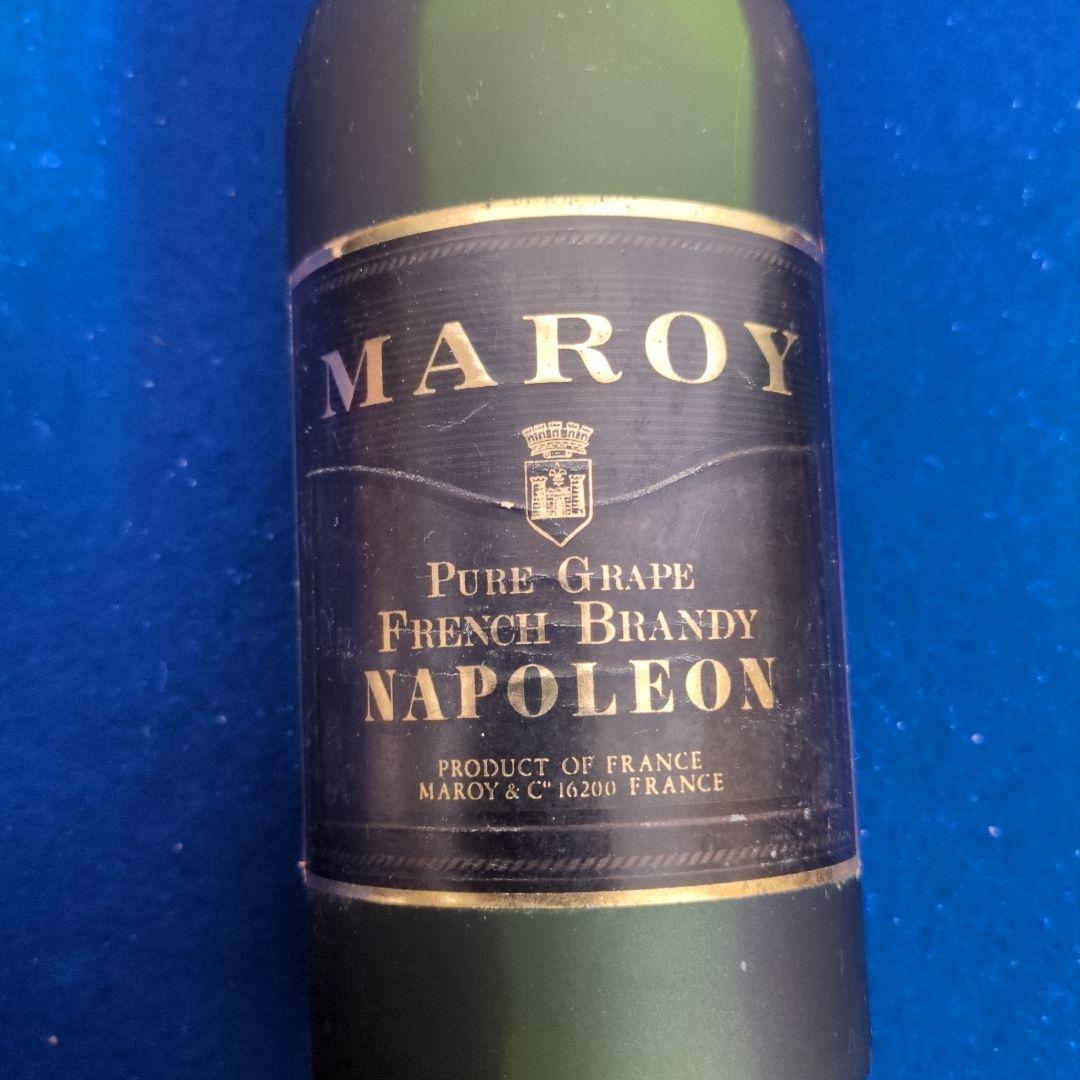 MAROY
PURE GRAPE
FRENCH BRANDY
NAPOLEON
PRODUCT OF FRANCE
MAROY & Cie 16200 FRANCE